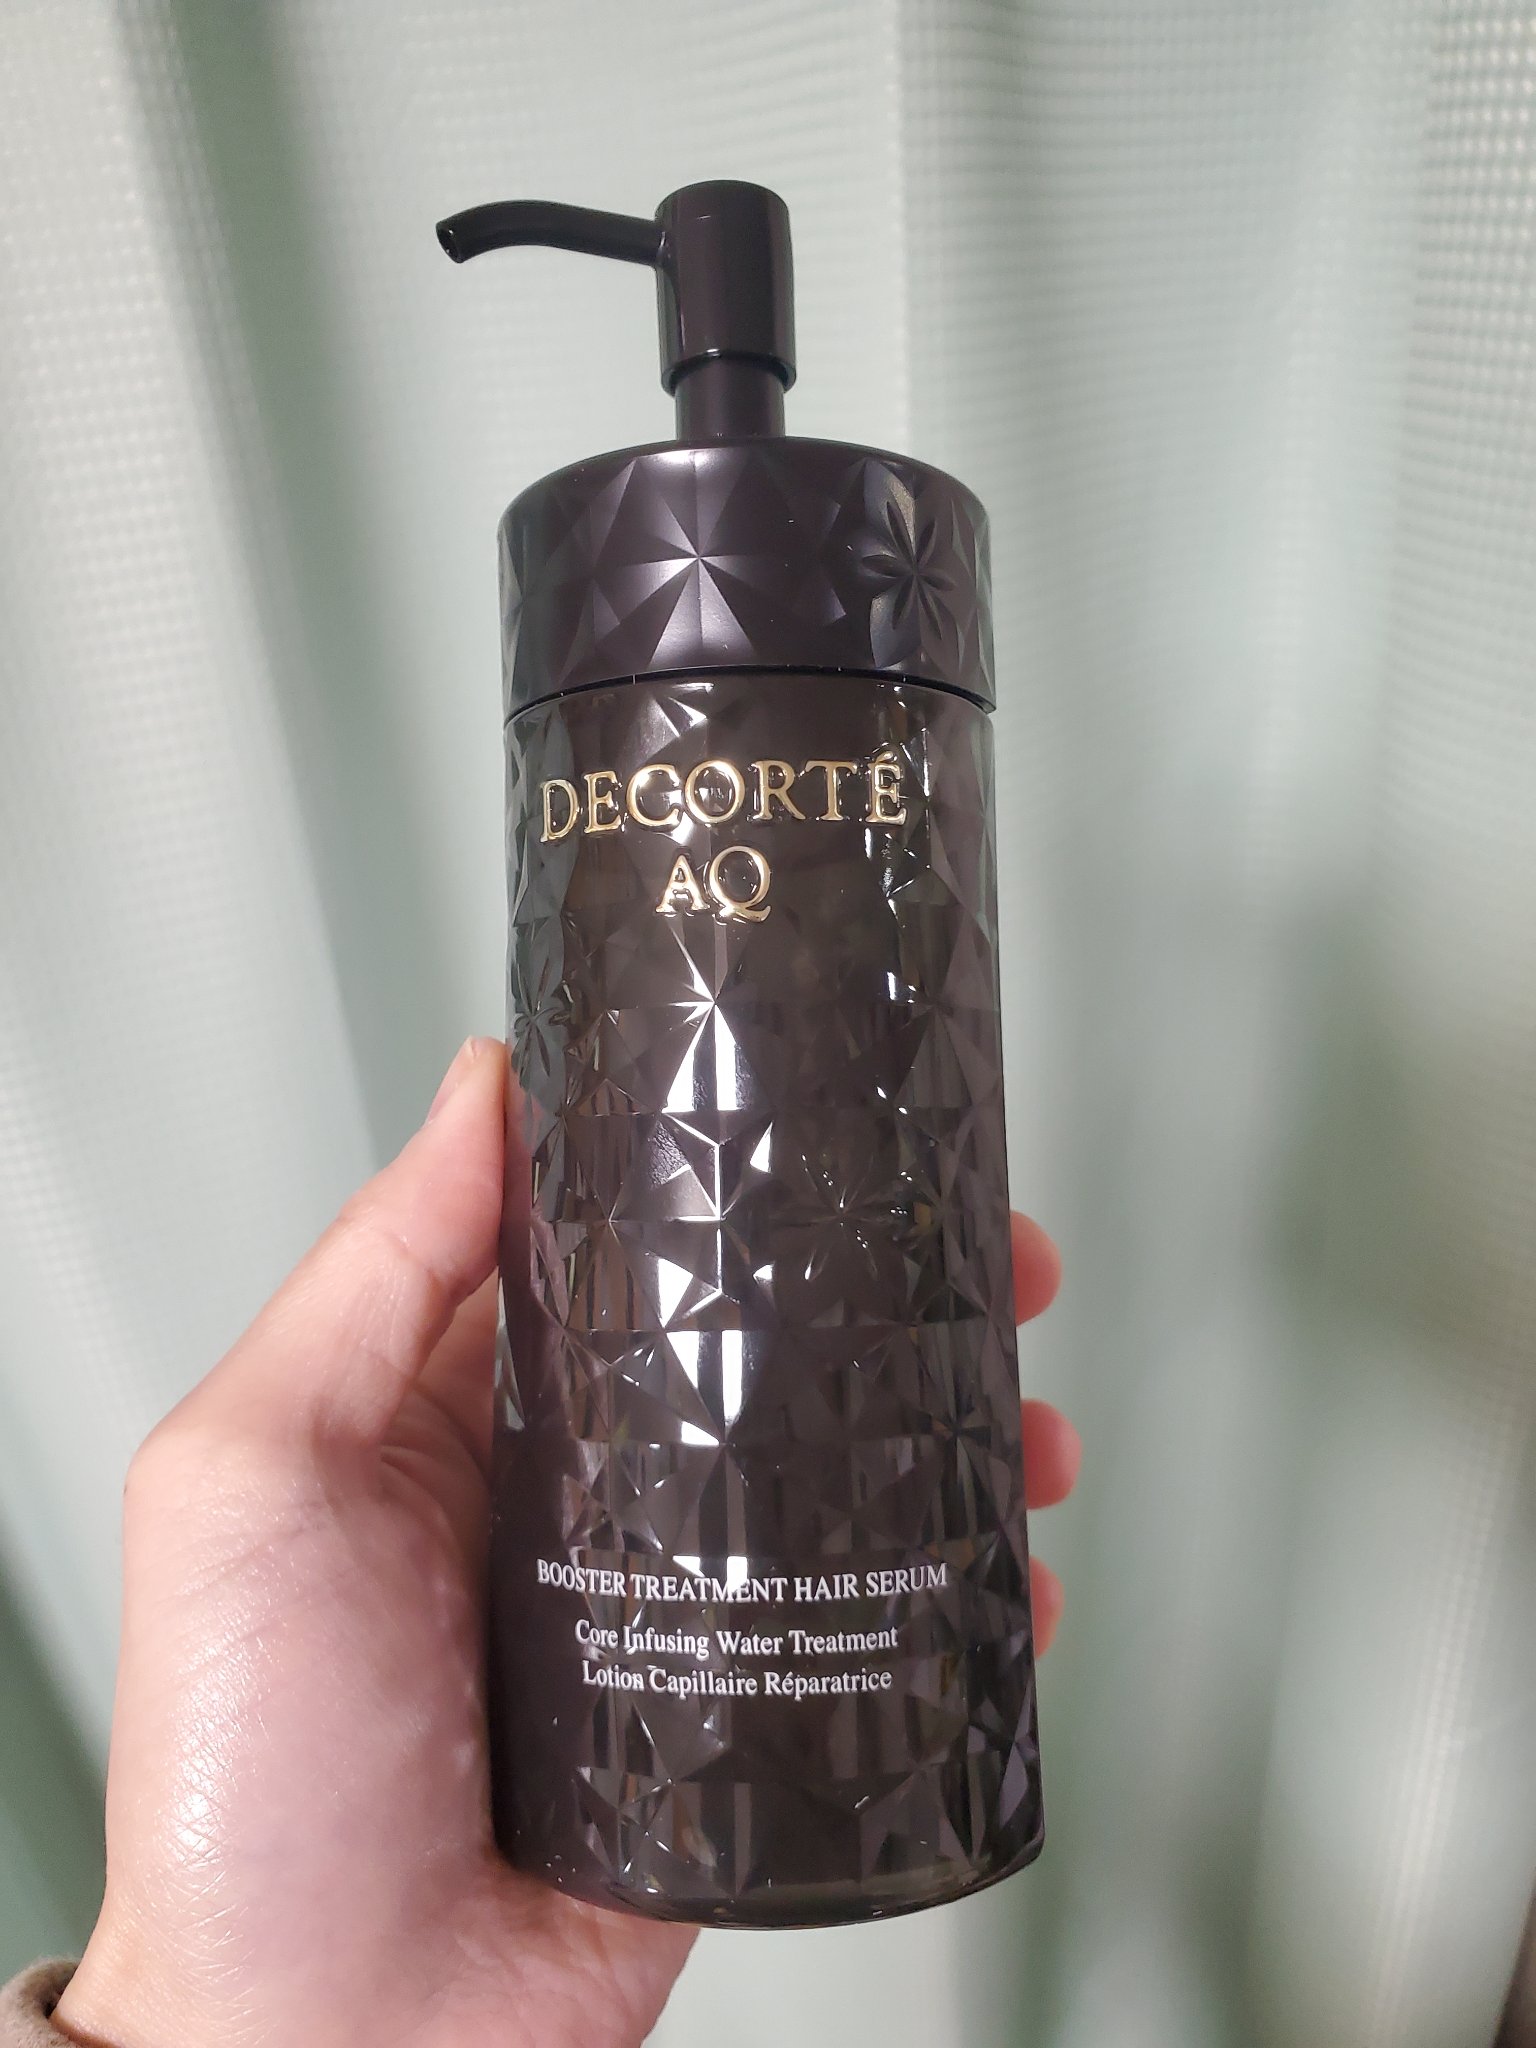 DECORTÉ
AQ
BOOSTER TREATMENT HAIR SERUM
Core Infusing Water Treatment
Lotion Capillaire Réparatrice